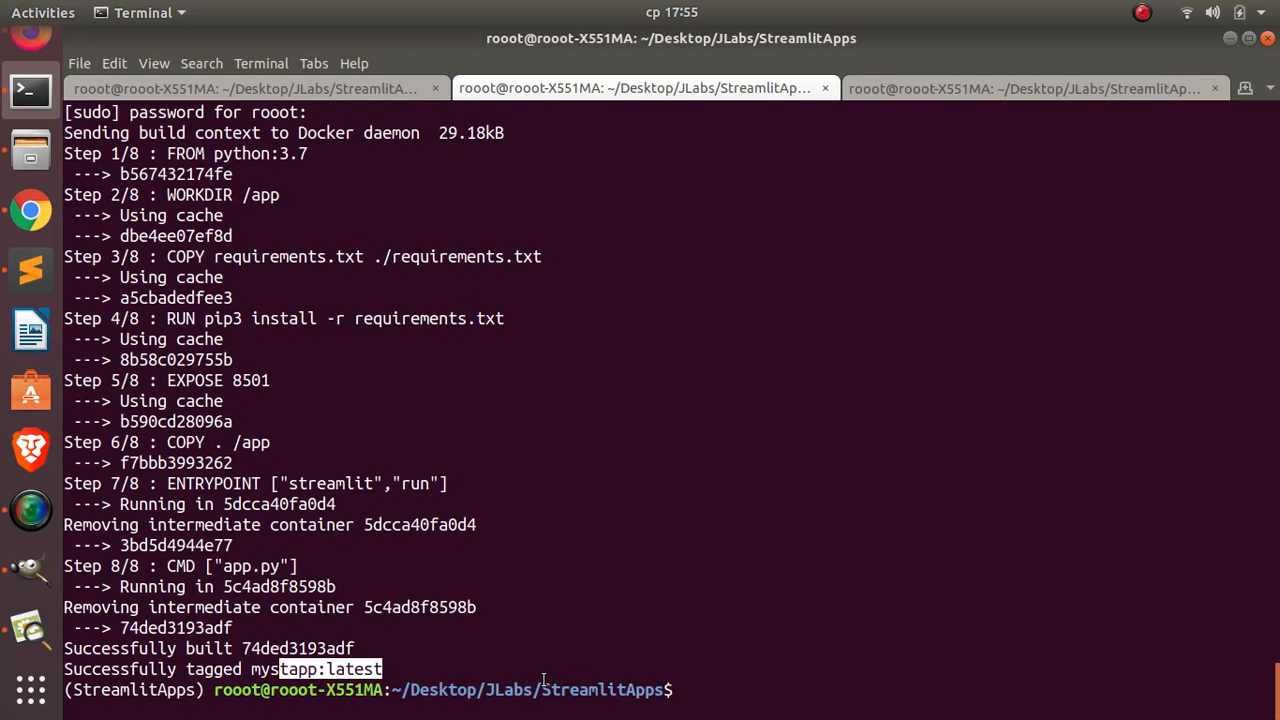 Activities Terminal ср 17:55
rooot@rooot-X551MA: ~/Desktop/JLabs/StreamlitApps
File Edit View Search Terminal Tabs Help
rooot@rooot-X551MA: ~/Desktop/JLabs/StreamlitA... × rooot@rooot-X551MA: ~/Desktop/JLabs/StreamlitAp... × rooot@rooot-X551MA: ~/Desktop/JLabs/StreamlitAp... ×
[sudo] password for rooot:
Sending build context to Docker daemon  29.18kB
Step 1/8 : FROM python:3.7
---> b567432174fe
Step 2/8 : WORKDIR /app
---> Using cache
---> dbe4ee07ef8d
Step 3/8 : COPY requirements.txt ./requirements.txt
---> Using cache
---> a5cbadedfee3
Step 4/8 : RUN pip3 install -r requirements.txt
---> Using cache
---> 8b58c029755b
Step 5/8 : EXPOSE 8501
---> Using cache
---> b590cd28096a
Step 6/8 : COPY . /app
---> f7bbb3993262
Step 7/8 : ENTRYPOINT ["streamlit","run"]
---> Running in 5dcca40fa0d4
Removing intermediate container 5dcca40fa0d4
---> 3bd5d4944e77
Step 8/8 : CMD ["app.py"]
---> Running in 5c4ad8f8598b
Removing intermediate container 5c4ad8f8598b
---> 74ded3193adf
Successfully built 74ded3193adf
Successfully tagged mystapp:latest
(StreamlitApps) rooot@rooot-X551MA:~/Desktop/JLabs/StreamlitApps$